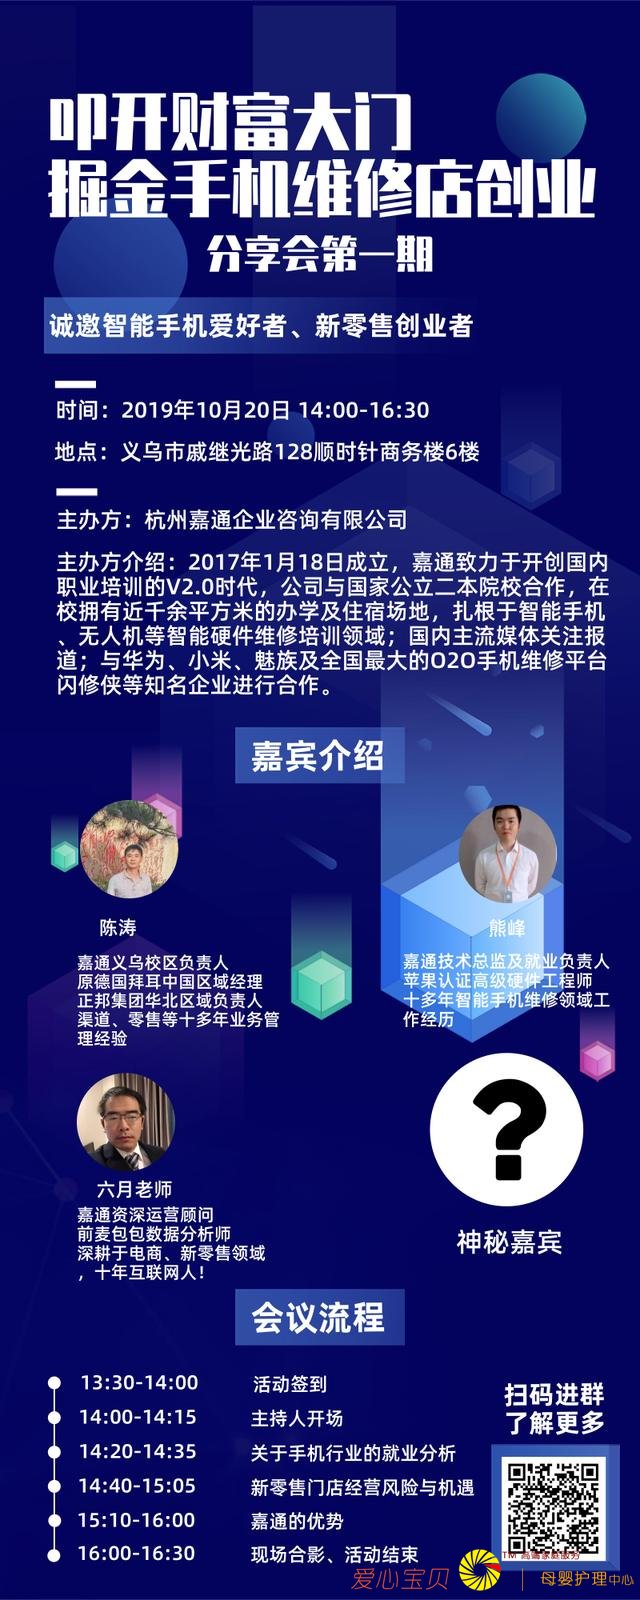 叩开财富大门
掘金手机维修店创业
分享会第一期
诚邀智能手机爱好者、新零售创业者
时间：2019年10月20日 14:00-16:30
地点：义乌市戚继光路128顺时针商务楼6楼
主办方：杭州嘉通企业咨询有限公司
主办方介绍：2017年1月18日成立，嘉通致力于开创国内
职业培训的V2.0时代，公司与国家公立二本院校合作，在
校拥有近千余平方米的办学及住宿场地，扎根于智能手机
、无人机等智能硬件维修培训领域；国内主流媒体关注报
道；与华为、小米、魅族及全国最大的O2O手机维修平台
闪修侠等知名企业进行合作。
嘉宾介绍
陈涛
嘉通义乌校区负责人
原德国拜耳中国区域经理
正邦集团华北区域负责人
渠道、零售等十多年业务管
理经验
熊峰
嘉通技术总监及就业负责人
苹果认证高级硬件工程师
十多年智能手机维修领域工
作经历
六月老师
嘉通资深运营顾问
前麦包包数据分析师
深耕于电商、新零售领域
，十年互联网人！
?
神秘嘉宾
会议流程
13:30-14:00 活动签到
14:00-14:15 主持人开场
14:20-14:35 关于手机行业的就业分析
14:40-15:05 新零售门店经营风险与机遇
15:10-16:00 嘉通的优势
16:00-16:30 现场合影、活动结束
扫码进群
了解更多
爱心宝贝
TM 高端家庭服务
母婴护理中心